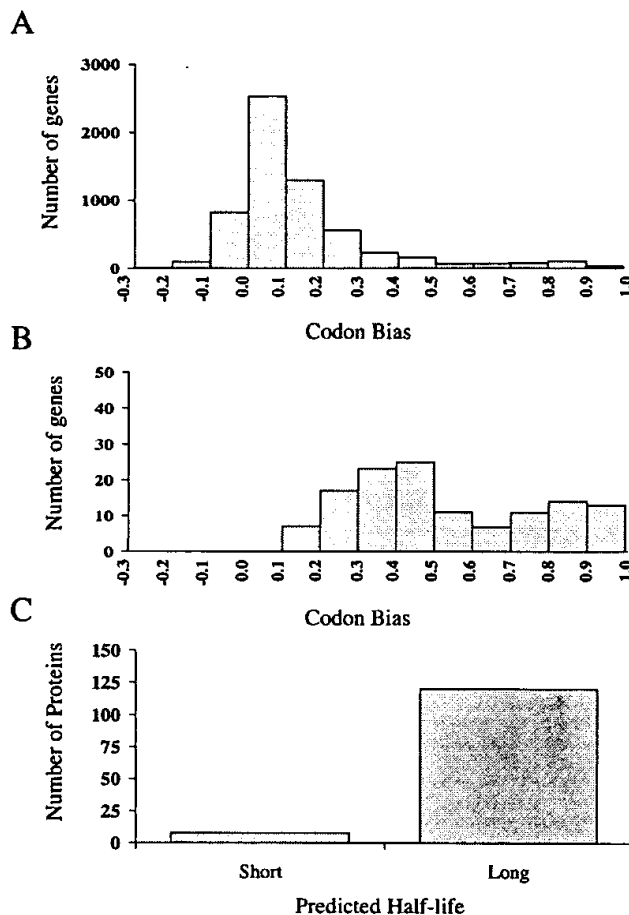 A
Number of genes
3000
2000
1000
0
-0.3 -0.2 -0.1 0.0 0.1 0.2 0.3 0.4 0.5 0.6 0.7 0.8 0.9 1.0
Codon Bias
B
Number of genes
50
40
30
20
10
0
-0.3 -0.2 -0.1 0.0 0.1 0.2 0.3 0.4 0.5 0.6 0.7 0.8 0.9 1.0
Codon Bias
C
Number of Proteins
150
125
100
75
50
25
0
Short Long
Predicted Half-life